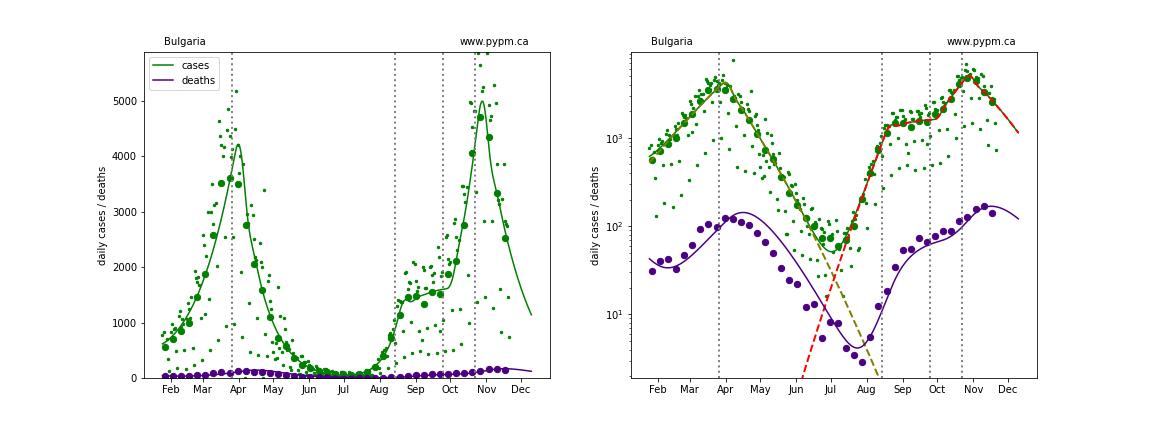 Bulgaria www.pypm.ca
cases
deaths
daily cases / deaths
5000
4000
3000
2000
1000
0
Feb Mar Apr May Jun Jul Aug Sep Oct Nov Dec
Bulgaria www.pypm.ca
daily cases / deaths
10³
10²
10¹
Feb Mar Apr May Jun Jul Aug Sep Oct Nov Dec